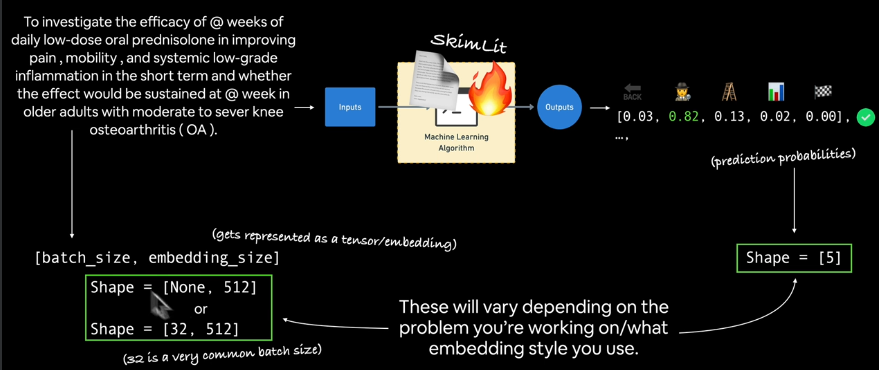 To investigate the efficacy of @ weeks of
daily low-dose oral prednisolone in improving
pain , mobility , and systemic low-grade
inflammation in the short term and whether
the effect would be sustained at @ week in
older adults with moderate to sever knee
osteoarthritis ( OA ).
SkimLit
Inputs
Machine Learning
Algorithm
Outputs
BACK
[0.03, 0.82, 0.13, 0.02, 0.00],
…,
(prediction probabilities)
(gets represented as a tensor/embedding)
[batch_size, embedding_size]
Shape = [None, 512]
or
Shape = [32, 512]
(32 is a very common batch size)
Shape = [5]
These will vary depending on the
problem you’re working on/what
embedding style you use.